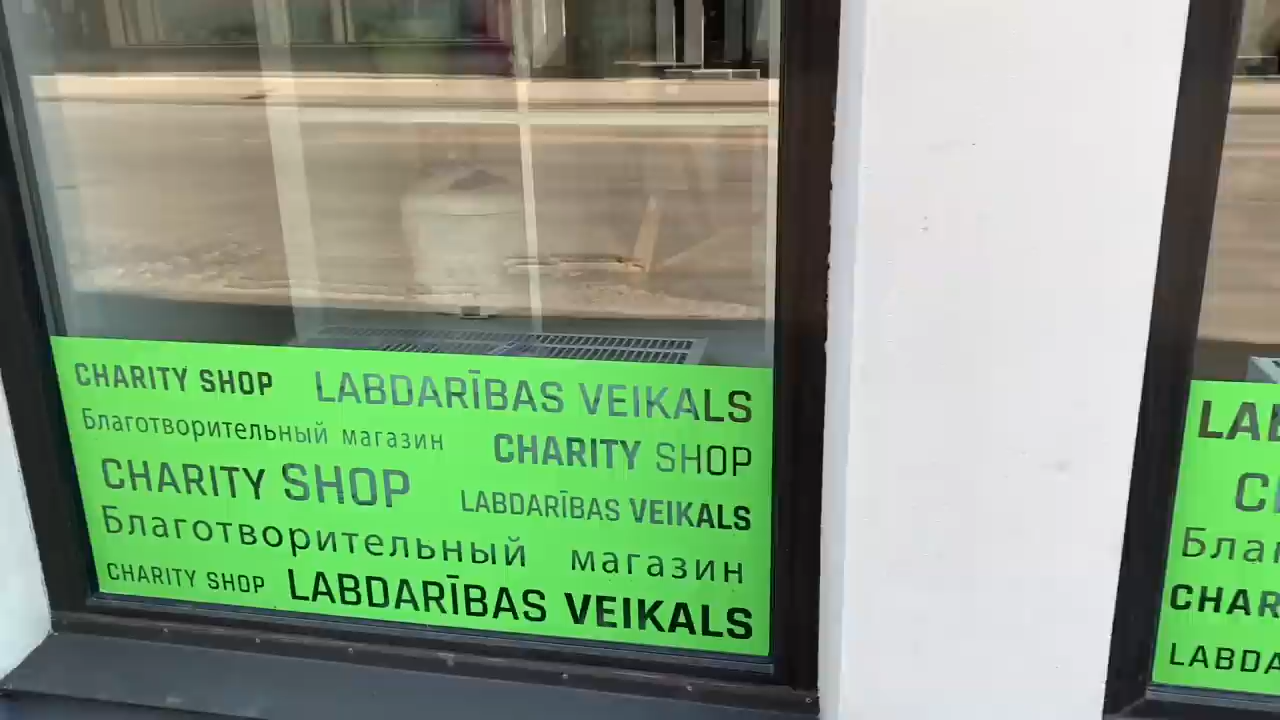 CHARITY SHOP LABDARĪBAS VEIKALS
Благотворительный магазин CHARITY SHOP
CHARITY SHOP LABDARĪBAS VEIKALS
Благотворительный магазин
CHARITY SHOP LABDARĪBAS VEIKALS